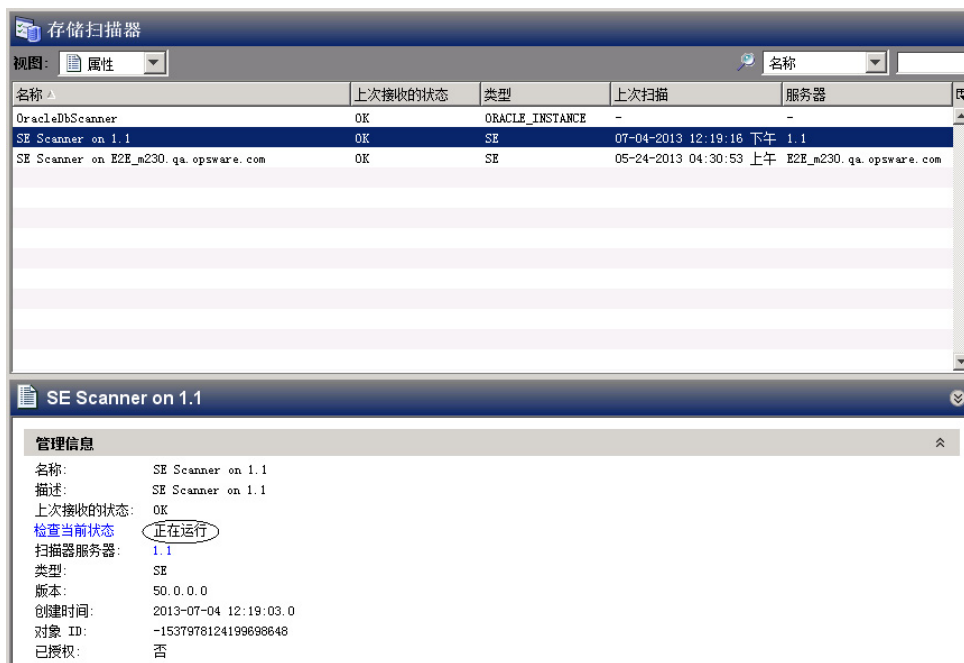 存储扫描器
视图: 属性 名称
名称 上次接收的状态 类型 上次扫描 服务器
OracleDbScanner OK ORACLE_INSTANCE - -
SE Scanner on 1.1 OK SE 07-04-2013 12:19:16 下午 1.1
SE Scanner on E2E_m230.qa.opsware.com OK SE 05-24-2013 04:30:53 上午 E2E_m230.qa.opsware.com
SE Scanner on 1.1
管理信息
名称: SE Scanner on 1.1
描述: SE Scanner on 1.1
上次接收的状态: OK
检查当前状态 正在运行
扫描器服务器: 1.1
类型: SE
版本: 50.0.0.0
创建时间: 2013-07-04 12:19:03.0
对象 ID: -1537978124199698648
已授权: 否